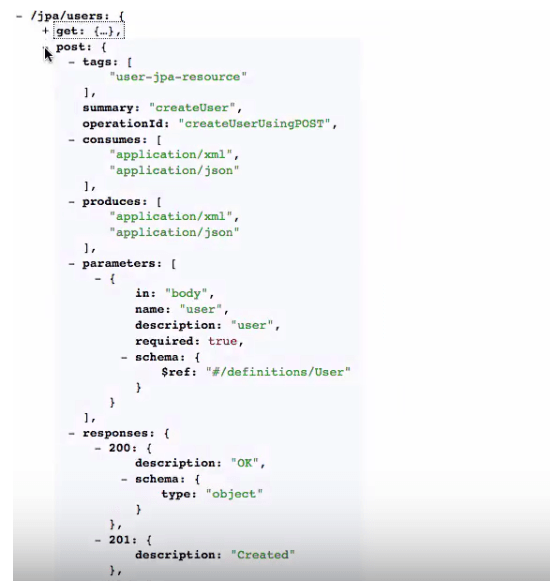 - /jpa/users: {
+ get: {…},
post: {
- tags: [
"user-jpa-resource"
],
summary: "createUser",
operationId: "createUserUsingPOST",
- consumes: [
"application/xml",
"application/json"
],
- produces: [
"application/xml",
"application/json"
],
- parameters: [
- {
in: "body",
name: "user",
description: "user",
required: true,
- schema: {
$ref: "#/definitions/User"
}
}
],
- responses: {
- 200: {
description: "OK",
- schema: {
type: "object"
}
},
- 201: {
description: "Created"
},